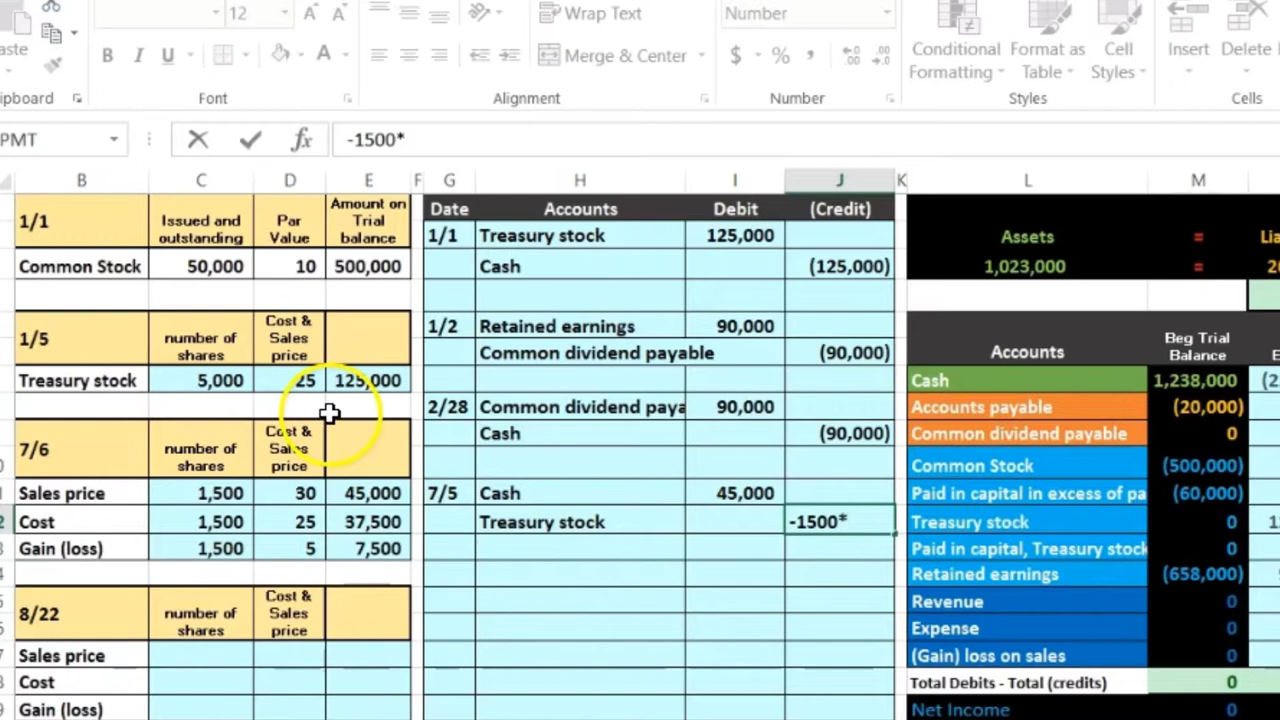 12
Wrap Text
Number
aste
B I U
Merge & Center
$ %
Conditional Formatting
Format as Table
Cell Styles
Insert
Delete
lipboard
Font
Alignment
Number
Styles
Cells
PMT
fx
-1500*
B C D E F G H I J K L M
1/1 Issued and outstanding Par Value Amount on Trial balance
Common Stock 50,000 10 500,000
1/5 number of shares Cost & Sales price
Treasury stock 5,000 25 125,000
7/6 number of shares Cost & Sales price
Sales price 1,500 30 45,000
Cost 1,500 25 37,500
Gain (loss) 1,500 5 7,500
8/22 number of shares Cost & Sales price
Sales price
Cost
Gain (loss)
Date Accounts Debit (Credit)
1/1 Treasury stock 125,000
Cash (125,000)
1/2 Retained earnings 90,000
Common dividend payable (90,000)
2/28 Common dividend paya 90,000
Cash (90,000)
7/5 Cash 45,000
Treasury stock -1500*
Assets = Lia
1,023,000 = 20
Accounts Beg Trial Balance
Cash 1,238,000 (2
Accounts payable (20,000)
Common dividend payable 0
Common Stock (500,000)
Paid in capital in excess of pa (60,000)
Treasury stock 0 12
Paid in capital, Treasury stock 0
Retained earnings (658,000)
Revenue 0
Expense 0
(Gain) loss on sales 0
Total Debits - Total (credits) 0
Net Income 0